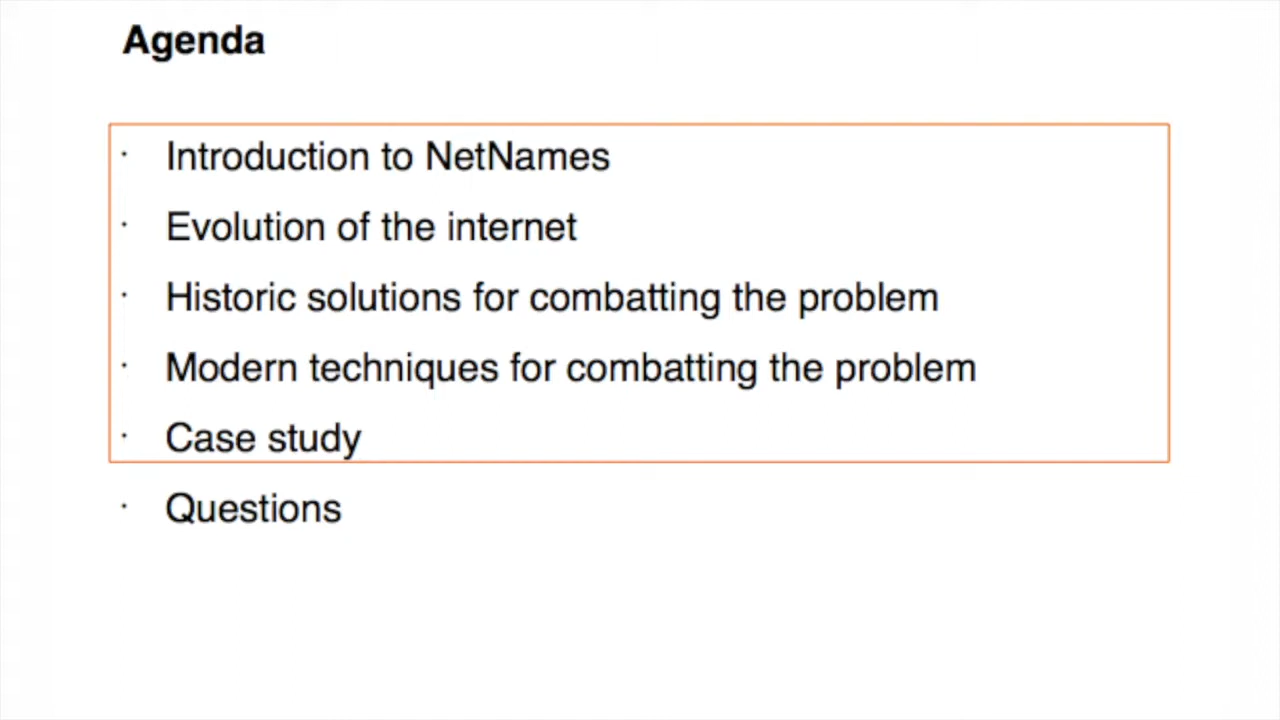 Agenda
· Introduction to NetNames
· Evolution of the internet
· Historic solutions for combatting the problem
· Modern techniques for combatting the problem
· Case study
· Questions